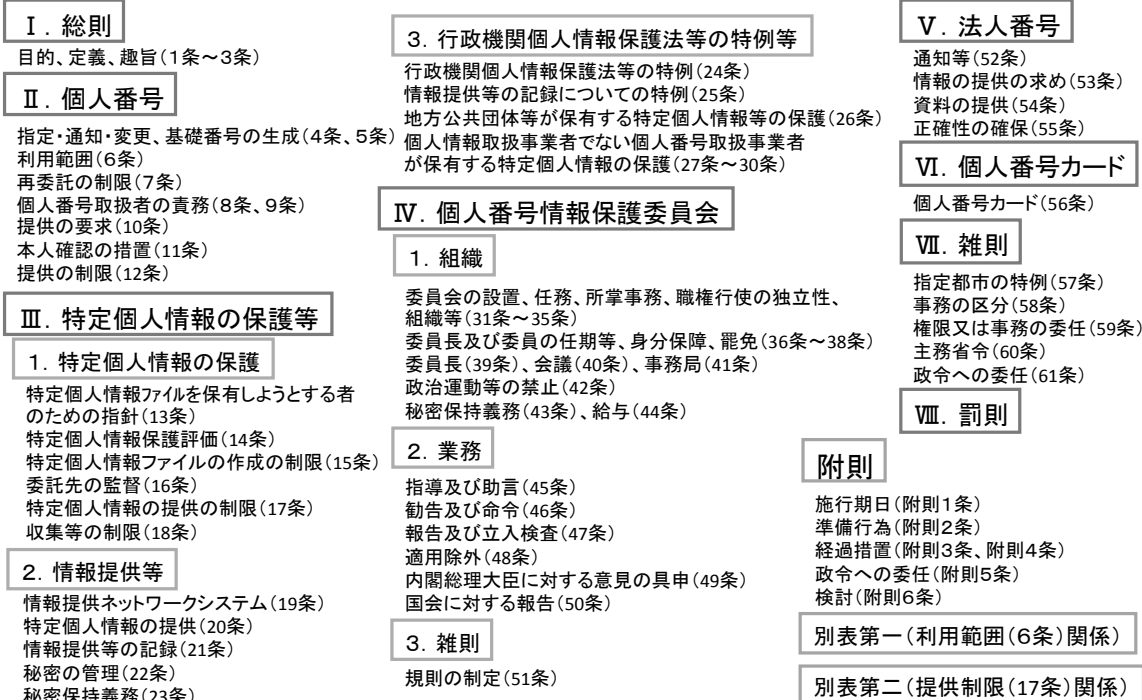 Ⅰ. 総則
目的、定義、趣旨(1条~3条)
Ⅱ. 個人番号
指定・通知・変更、基礎番号の生成(4条、5条)
利用範囲(6条)
再委託の制限(7条)
個人番号取扱者の責務(8条、9条)
提供の要求(10条)
本人確認の措置(11条)
提供の制限(12条)
Ⅲ. 特定個人情報の保護等
1. 特定個人情報の保護
特定個人情報ファイルを保有しようとする者
のための指針(13条)
特定個人情報保護評価(14条)
特定個人情報ファイルの作成の制限(15条)
委託先の監督(16条)
特定個人情報の提供の制限(17条)
収集等の制限(18条)
2. 情報提供等
情報提供ネットワークシステム(19条)
特定個人情報の提供(20条)
情報提供等の記録(21条)
秘密の管理(22条)
秘密保持義務(23条)
3. 行政機関個人情報保護法等の特例等
行政機関個人情報保護法等の特例(24条)
情報提供等の記録についての特例(25条)
地方公共団体等が保有する特定個人情報等の保護(26条)
個人情報取扱事業者でない個人番号取扱事業者
が保有する特定個人情報の保護(27条~30条)
Ⅳ. 個人番号情報保護委員会
1. 組織
委員会の設置、任務、所掌事務、職権行使の独立性、
組織等(31条~35条)
委員長及び委員の任期等、身分保障、罷免(36条~38条)
委員長(39条)、会議(40条)、事務局(41条)
政治運動等の禁止(42条)
秘密保持義務(43条)、給与(44条)
2. 業務
指導及び助言(45条)
勧告及び命令(46条)
報告及び立入検査(47条)
適用除外(48条)
内閣総理大臣に対する意見の具申(49条)
国会に対する報告(50条)
3. 雑則
規則の制定(51条)
Ⅴ. 法人番号
通知等(52条)
情報の提供の求め(53条)
資料の提供(54条)
正確性の確保(55条)
Ⅵ. 個人番号カード
個人番号カード(56条)
Ⅶ. 雑則
指定都市の特例(57条)
事務の区分(58条)
権限又は事務の委任(59条)
主務省令(60条)
政令への委任(61条)
Ⅷ. 罰則
附則
施行期日(附則1条)
準備行為(附則2条)
経過措置(附則3条、附則4条)
政令への委任(附則5条)
検討(附則6条)
別表第一(利用範囲(6条)関係)
別表第二(提供制限(17条)関係)